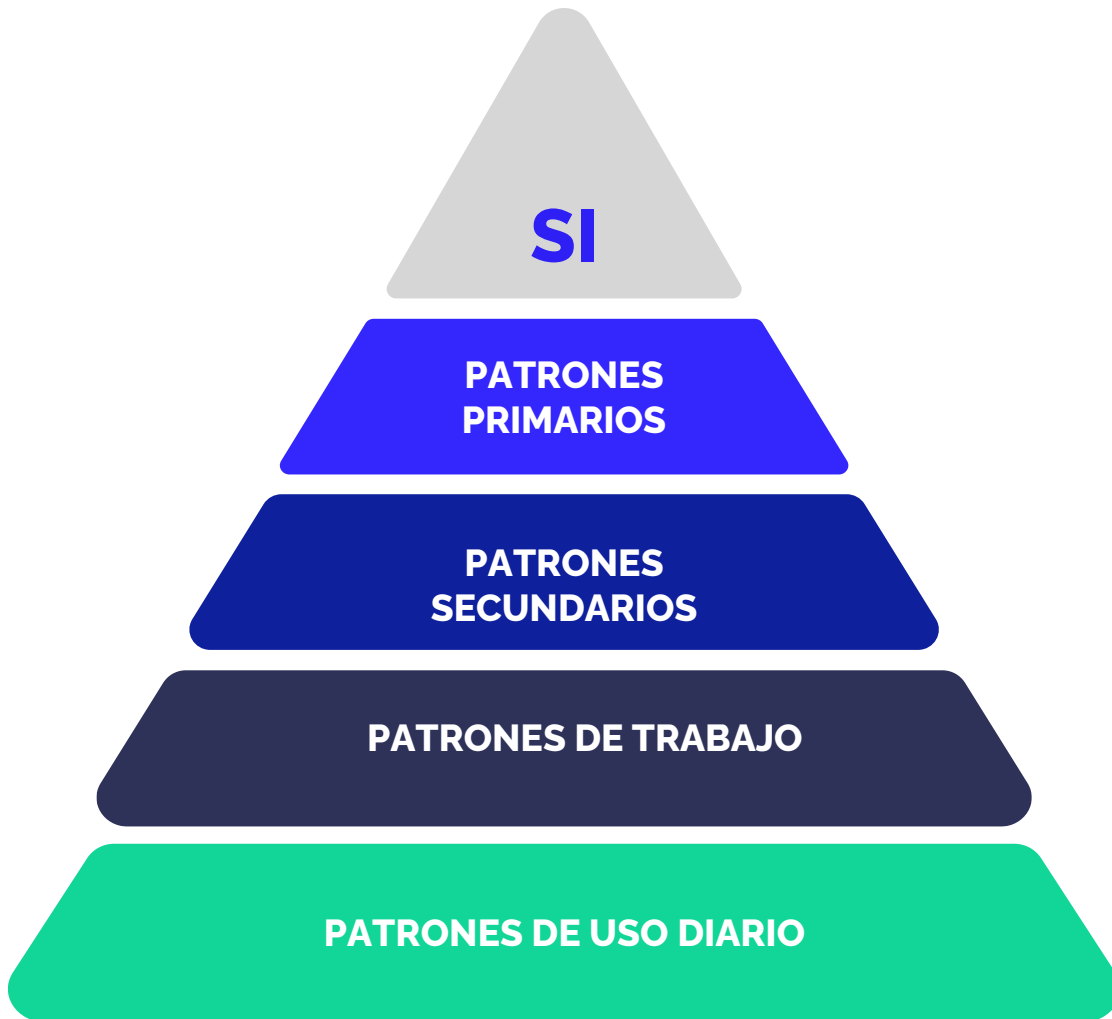 SI
PATRONES
PRIMARIOS
PATRONES
SECUNDARIOS
PATRONES DE TRABAJO
PATRONES DE USO DIARIO